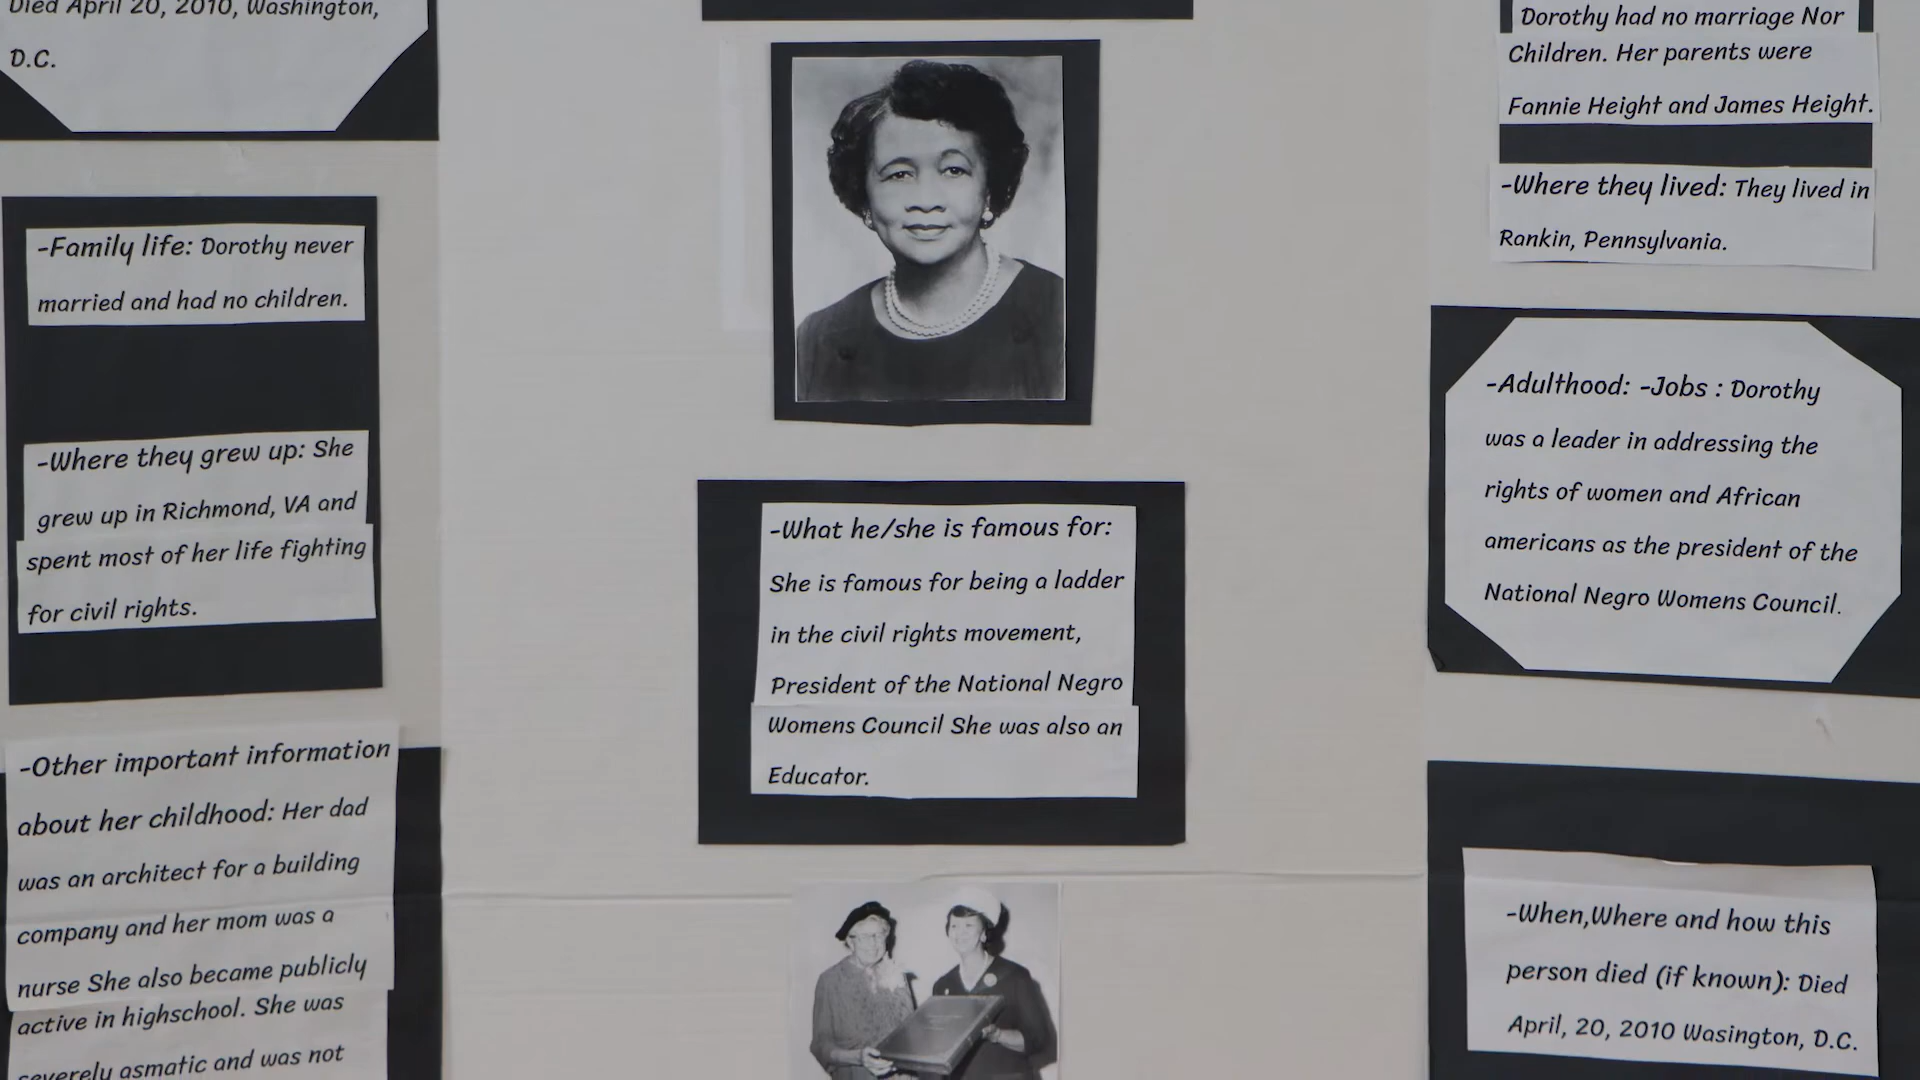 Died April 20, 2010, Washington,
D.C.
-Family life: Dorothy never
married and had no children.
-Where they grew up: She
grew up in Richmond, VA and
spent most of her life fighting
for civil rights.
-Other important information
about her childhood: Her dad
was an architect for a building
company and her mom was a
nurse She also became publicly
active in highschool. She was
severely asmatic and was not
-What he/she is famous for:
She is famous for being a ladder
in the civil rights movement,
President of the National Negro
Womens Council She was also an
Educator.
Dorothy had no marriage Nor
Children. Her parents were
Fannie Height and James Height.
-Where they lived: They lived in
Rankin, Pennsylvania.
-Adulthood: -Jobs : Dorothy
was a leader in addressing the
rights of women and African
americans as the president of the
National Negro Womens Council.
-When,Where and how this
person died (if known): Died
April, 20, 2010 Wasington, D.C.